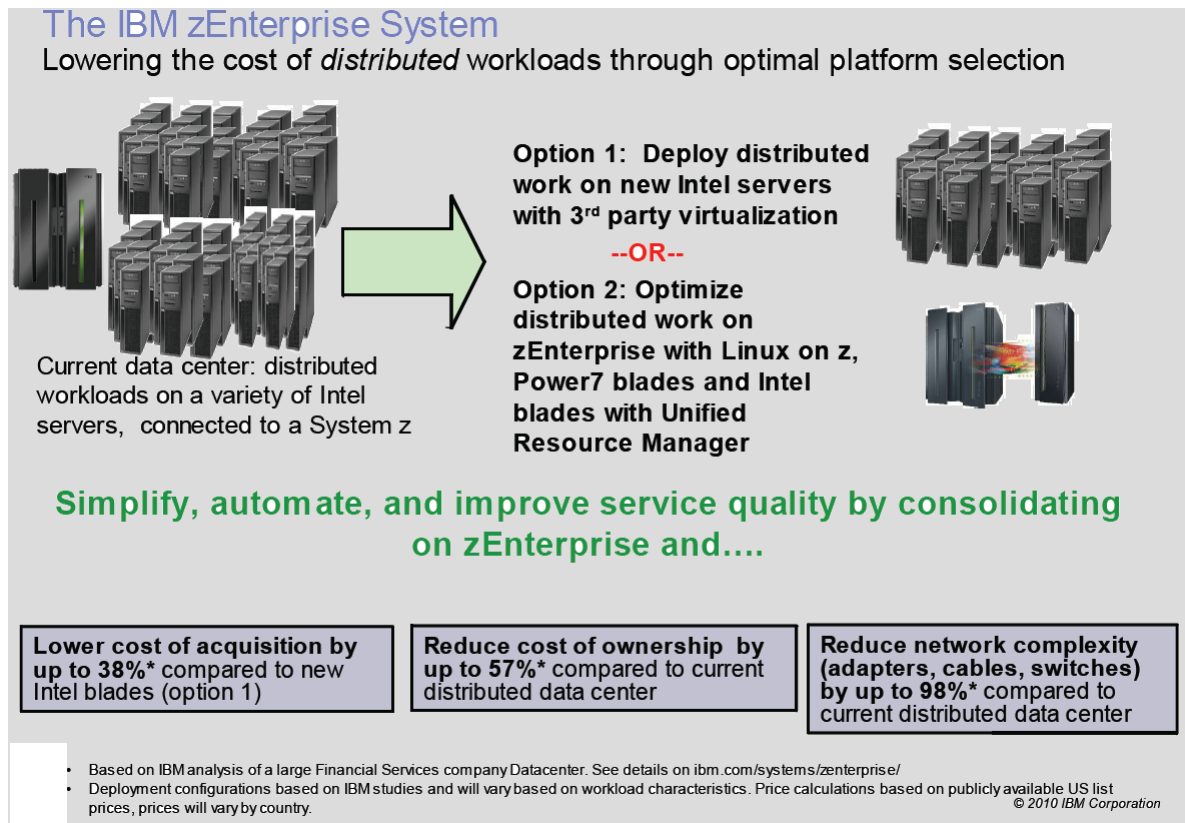 The IBM zEnterprise System
Lowering the cost of distributed workloads through optimal platform selection
Current data center: distributed
workloads on a variety of Intel
servers, connected to a System z
Option 1: Deploy distributed
work on new Intel servers
with 3rd party virtualization
--OR--
Option 2: Optimize
distributed work on
zEnterprise with Linux on z,
Power7 blades and Intel
blades with Unified
Resource Manager
Simplify, automate, and improve service quality by consolidating
on zEnterprise and….
Lower cost of acquisition by
up to 38%* compared to new
Intel blades (option 1)
Reduce cost of ownership by
up to 57%* compared to current
distributed data center
Reduce network complexity
(adapters, cables, switches)
by up to 98%* compared to
current distributed data center
• Based on IBM analysis of a large Financial Services company Datacenter. See details on ibm.com/systems/zenterprise/
• Deployment configurations based on IBM studies and will vary based on workload characteristics. Price calculations based on publicly available US list
prices, prices will vary by country.
© 2010 IBM Corporation